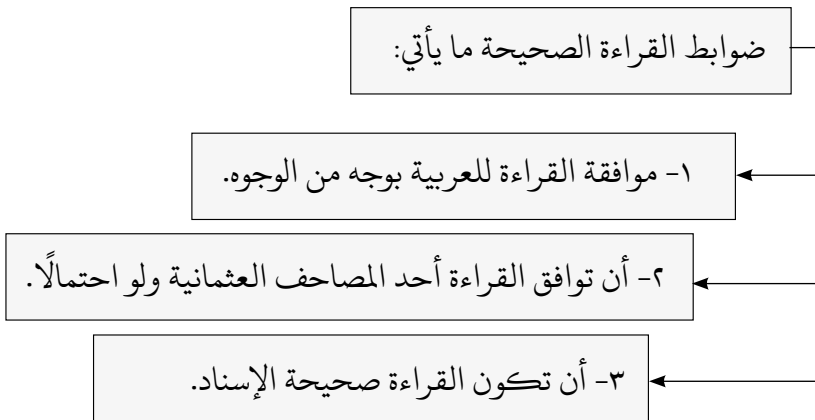 ضوابط القراءة الصحيحة ما يأتي:
١- موافقة القراءة للعربية بوجه من الوجوه.
٢- أن توافق القراءة أحد المصاحف العثمانية ولو احتمالًا.
٣- أن تكون القراءة صحيحة الإسناد.